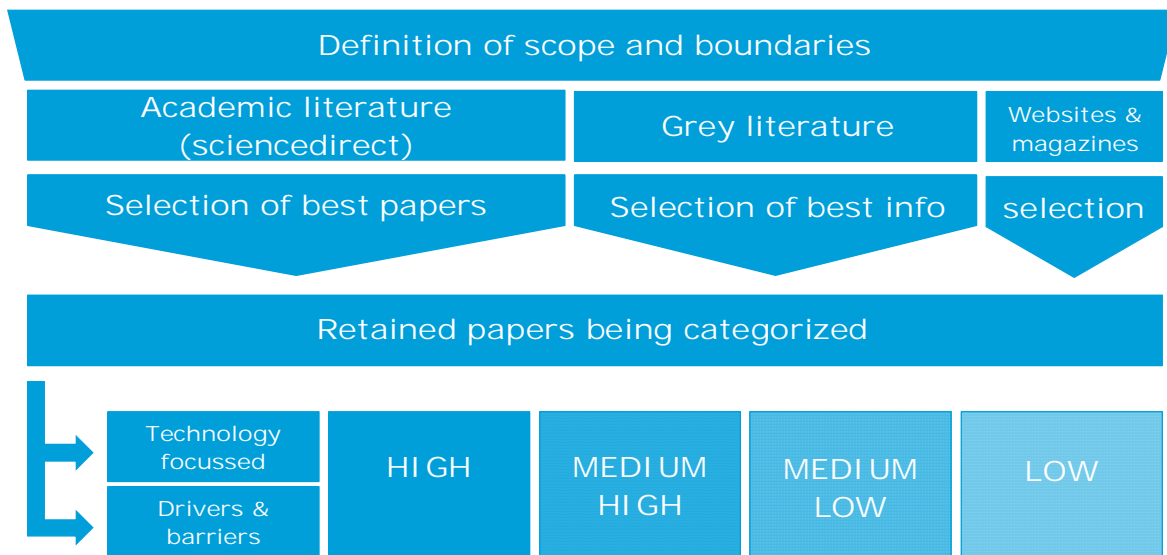 Definition of scope and boundaries
Academic literature
(sciencedirect)
Grey literature
Websites &
magazines
Selection of best papers
Selection of best info
selection
Retained papers being categorized
Technology
focussed
Drivers &
barriers
HIGH
MEDIUM
HIGH
MEDIUM
LOW
LOW